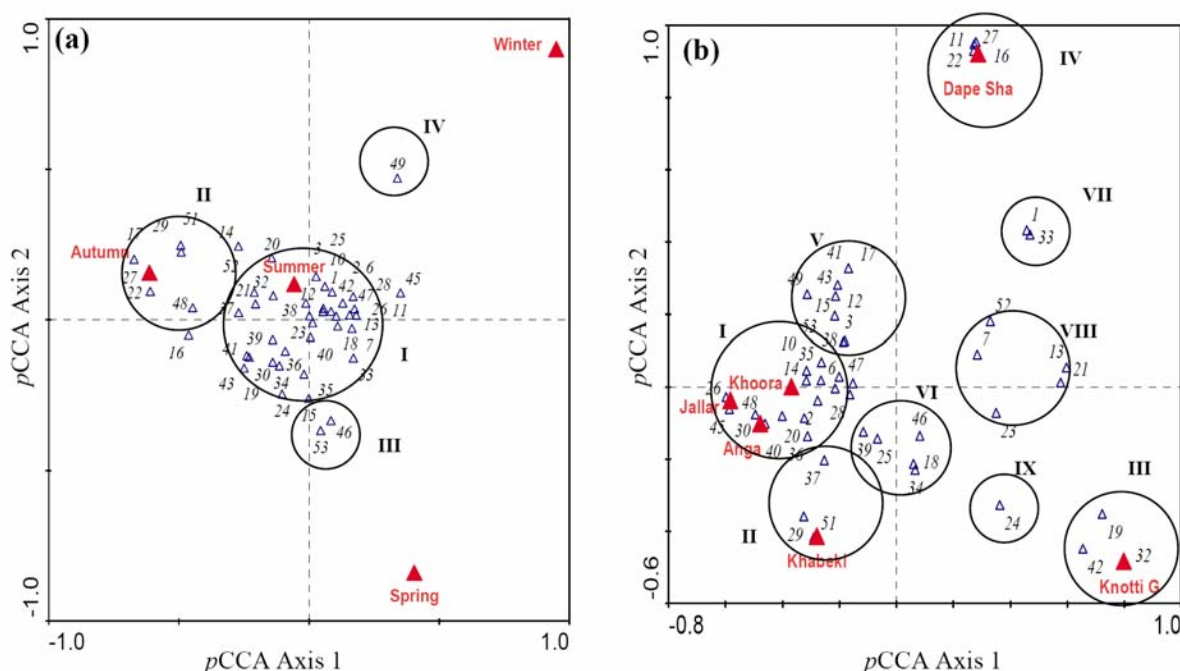 (a)
1.0
Winter
IV
49
II
17 29 51
14
20
3 25
Autumn
Summer
52
10
2 6
27
22
21 32
12
1 42
28 45
48
37
38
47
26 11
16
23
13
41 39
40
18 7
I
36
33
43 19 30 34
24
15 35
46
53
III
Spring
pCCA Axis 2
-1.0
-1.0
1.0
pCCA Axis 1
(b)
1.0
11 27
22 16
IV
Dape Sha
VII
1
33
V
41 17
49 43
15 12
52
53 3
38
7
VIII
13
21
I
10
35
14 6 47
Khoora
26
Jallar
48
28
VI
23
45
30
Anga
2
20
46
40
36
39 25
18
34
37
IX
24
III
II
29 51
Khabeki
19
42 32
Knotti G
pCCA Axis 2
-0.6
-0.8
1.0
pCCA Axis 1